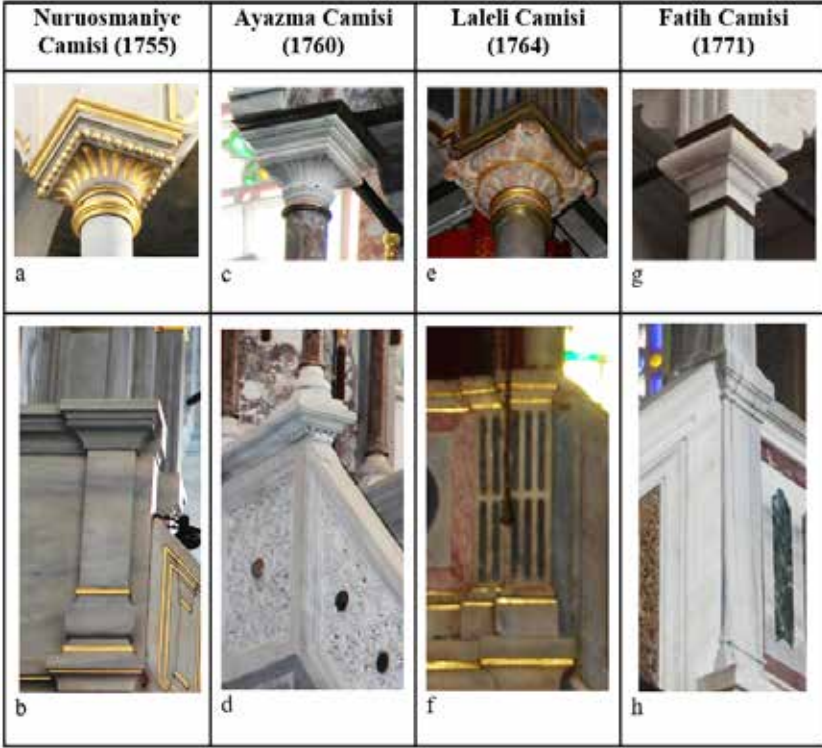 Nuruosmaniye
Camisi (1755)
Ayazma Camisi
(1760)
Laleli Camisi
(1764)
Fatih Camisi
(1771)
a
c
e
g
b
d
f
h